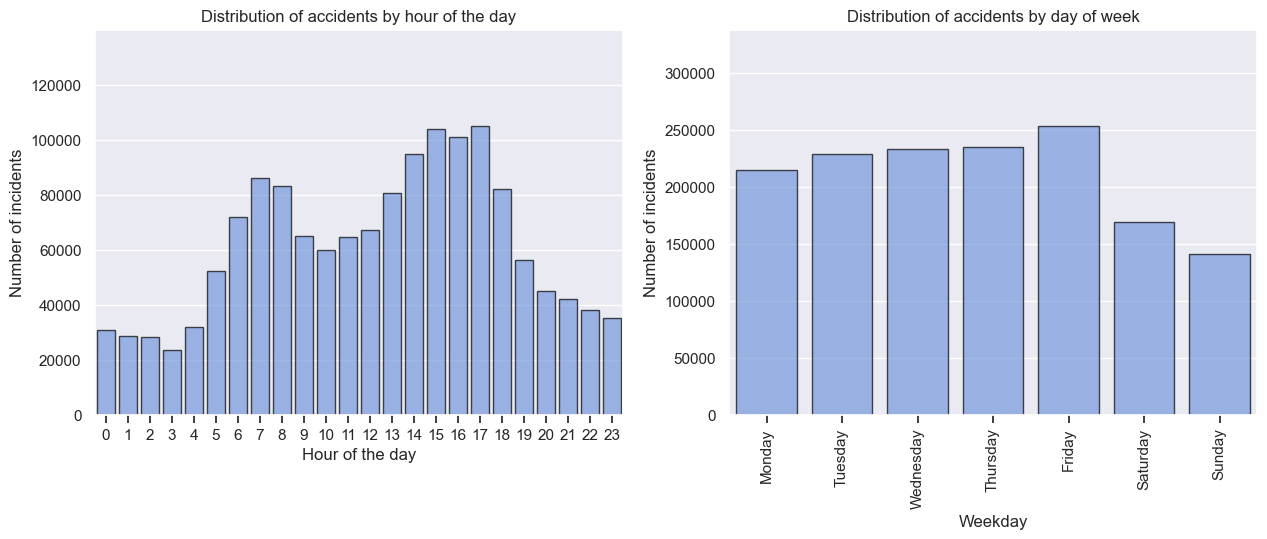 Distribution of accidents by hour of the day
Number of incidents
120000
100000
80000
60000
40000
20000
0
0 1 2 3 4 5 6 7 8 9 10 11 12 13 14 15 16 17 18 19 20 21 22 23
Hour of the day
Distribution of accidents by day of week
Number of incidents
300000
250000
200000
150000
100000
50000
0
Monday
Tuesday
Wednesday
Thursday
Friday
Saturday
Sunday
Weekday